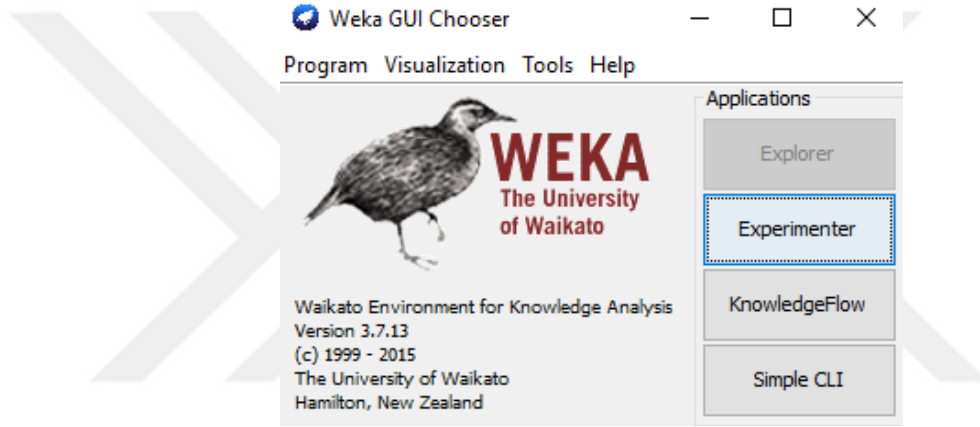 Weka GUI Chooser
Program Visualization Tools Help
WEKA
The University
of Waikato
Waikato Environment for Knowledge Analysis
Version 3.7.13
(c) 1999 - 2015
The University of Waikato
Hamilton, New Zealand
Applications
Explorer
Experimenter
KnowledgeFlow
Simple CLI